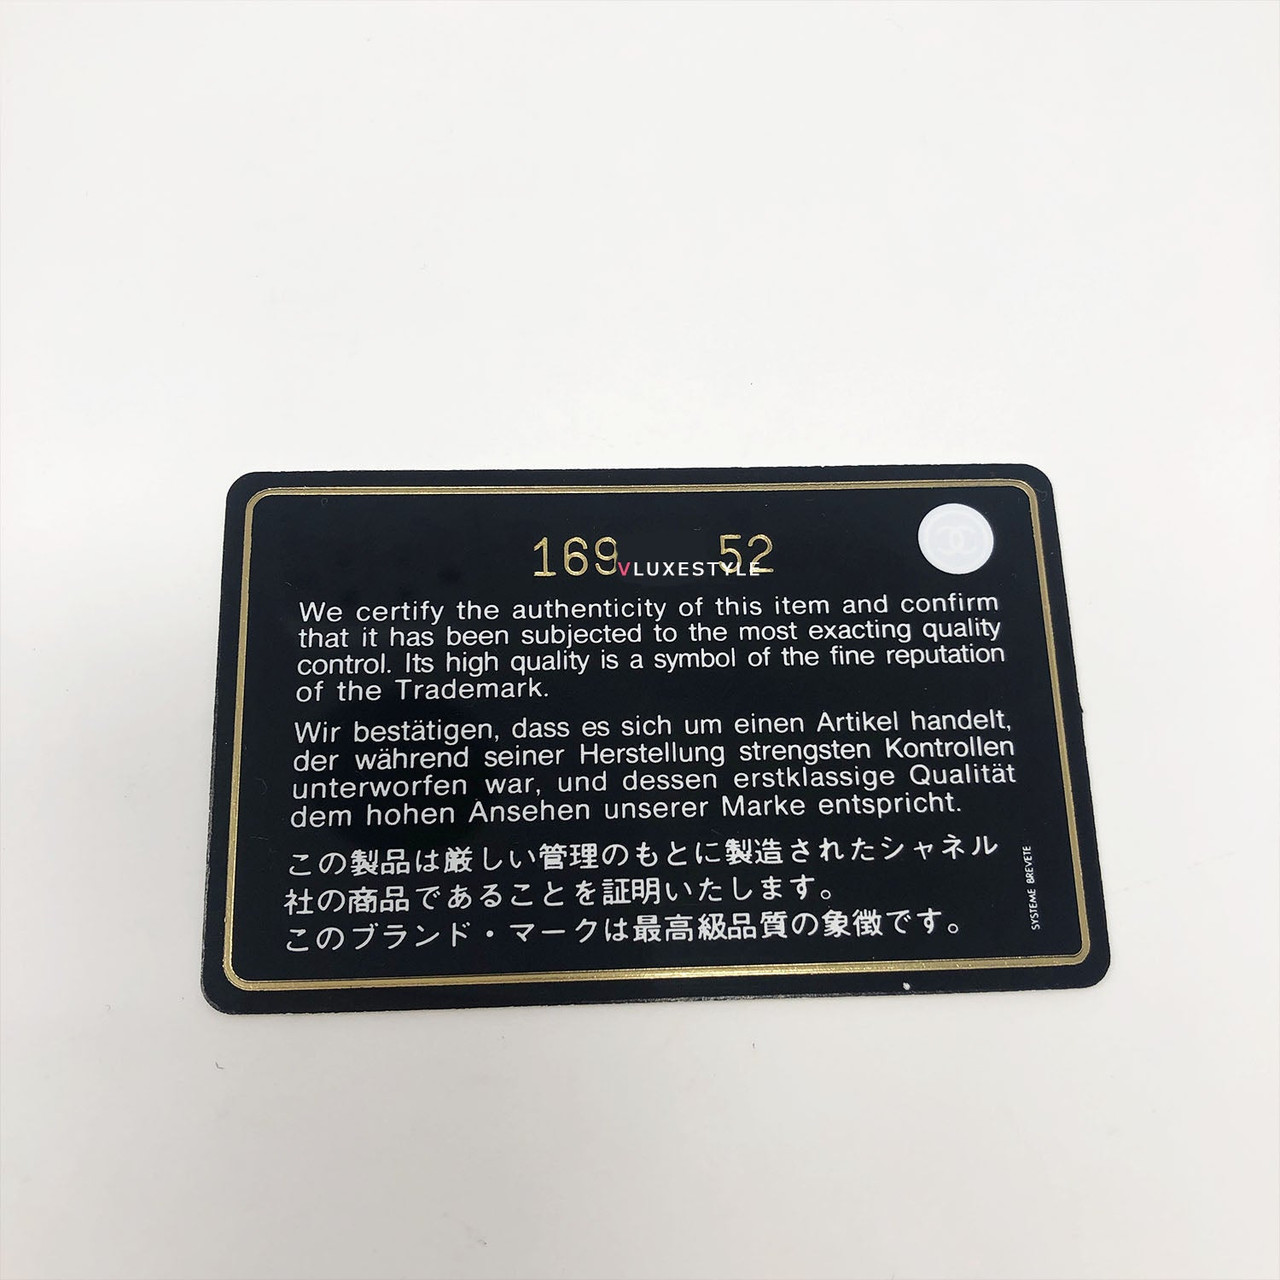 169 52
VLUXESTYLE
We certify the authenticity of this item and confirm
that it has been subjected to the most exacting quality
control. Its high quality is a symbol of the fine reputation
of the Trademark.
Wir bestätigen, dass es sich um einen Artikel handelt,
der während seiner Herstellung strengsten Kontrollen
unterworfen war, und dessen erstklassige Qualität
dem hohen Ansehen unserer Marke entspricht.
この製品は厳しい管理のもとに製造されたシャネル
社の商品であることを証明いたします。
このブランド・マークは最高級品質の象徴です。
SYSTEME BREVETE